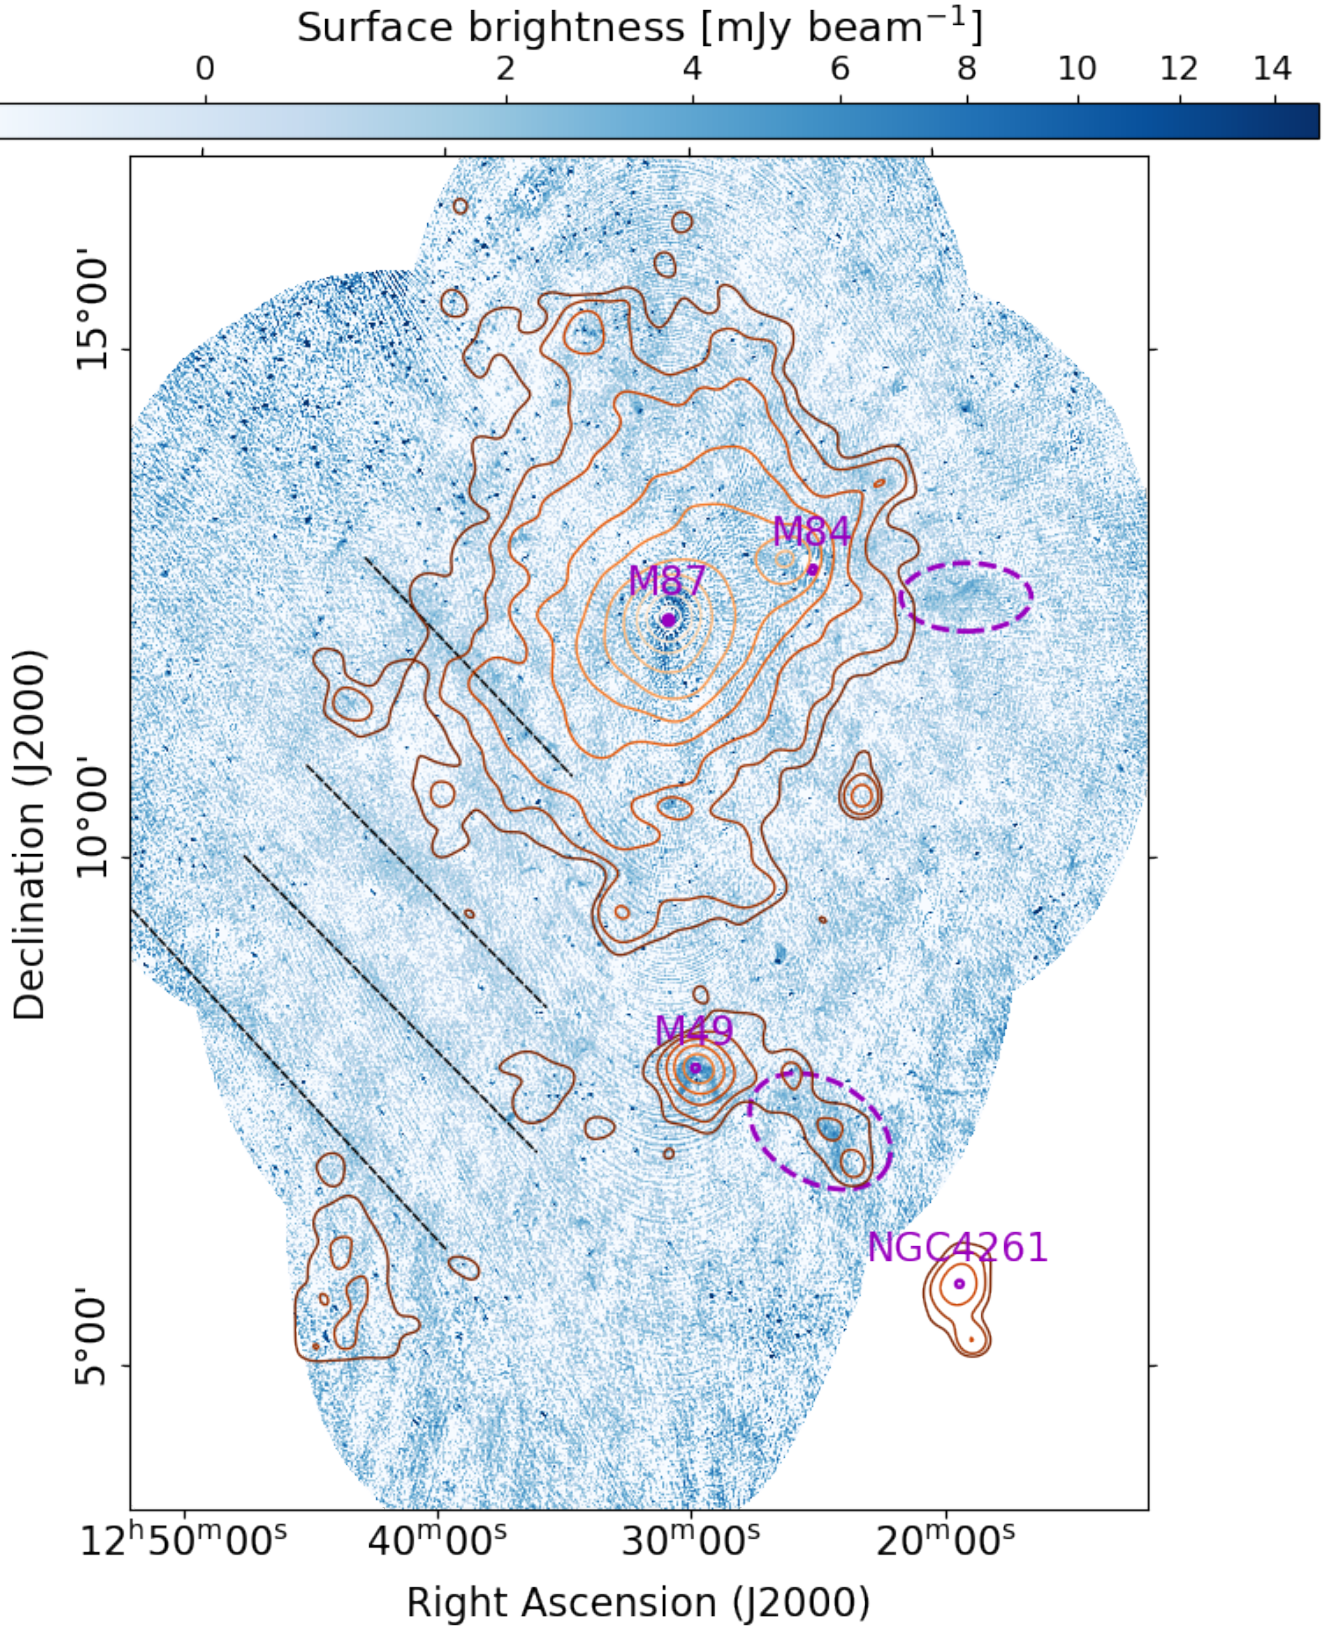 Surface brightness [mJy beam⁻¹]
0 2 4 6 8 10 12 14
15°00'
M84
M87
10°00'
Declination (J2000)
M49
NGC4261
5°00'
12ʰ50ᵐ00ˢ 40ᵐ00ˢ 30ᵐ00ˢ 20ᵐ00ˢ
Right Ascension (J2000)